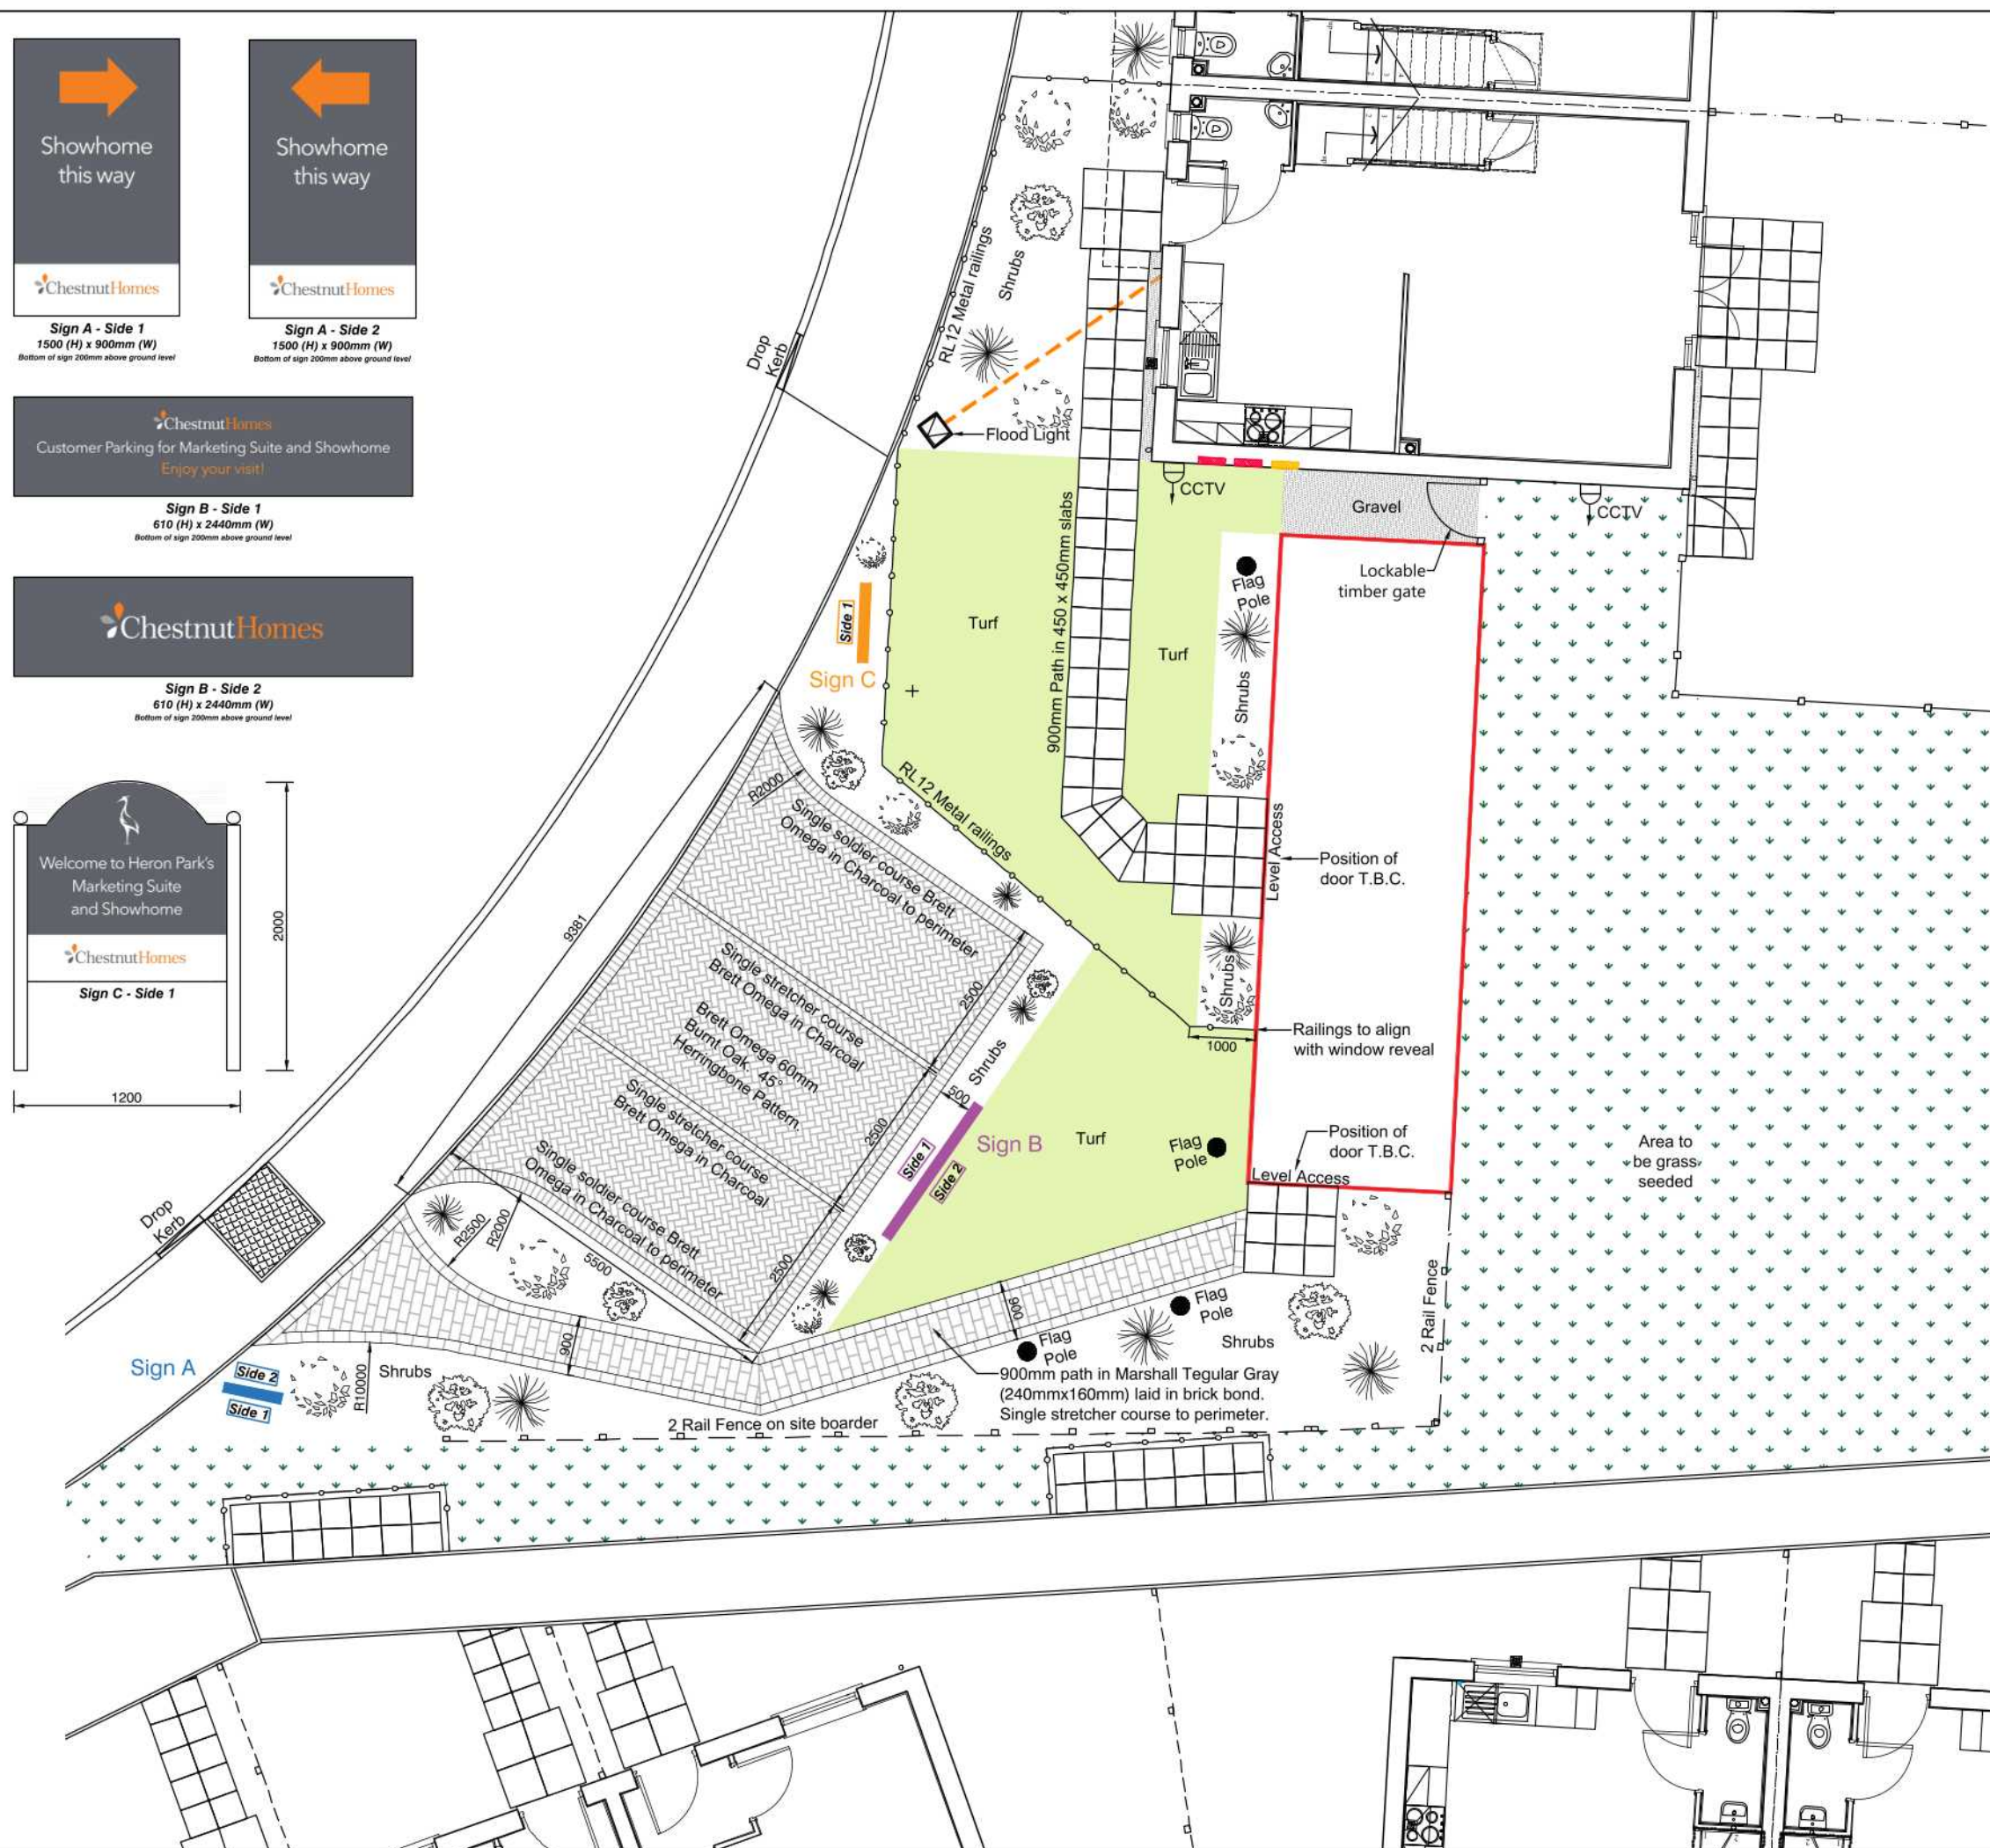 Showhome
this way
ChestnutHomes
Sign A - Side 1
1500 (H) x 900mm (W)
Bottom of sign 200mm above ground level
Showhome
this way
ChestnutHomes
Sign A - Side 2
1500 (H) x 900mm (W)
Bottom of sign 200mm above ground level
ChestnutHomes
Customer Parking for Marketing Suite and Showhome
Enjoy your visit!
Sign B - Side 1
610 (H) x 2440mm (W)
Bottom of sign 200mm above ground level
ChestnutHomes
Sign B - Side 2
610 (H) x 2440mm (W)
Bottom of sign 200mm above ground level
Welcome to Heron Park's
Marketing Suite
and Showhome
ChestnutHomes
Sign C - Side 1
2000
1200
Drop
Kerb
RL12 Metal railings
Shrubs
Flood Light
CCTV
Gravel
CCTV
Lockable
timber gate
Flag
Pole
Side 1
Sign C
Turf
900mm Path in 450 x 450mm slabs
Turf
Shrubs
RL12 Metal railings
R2000
Single soldier course Brett
Omega in Charcoal to perimeter
Level Access
Position of
door T.B.C.
9381
Single stretcher course
Brett Omega in Charcoal
2500
Shrubs
Brett Omega 60mm
Burnt Oak. 45°
Herringbone Pattern.
Railings to align
with window reveal
1000
Shrubs
500
Single stretcher course
Brett Omega in Charcoal
2500
Side 1
Side 2
Sign B
Turf
Flag
Pole
Position of
door T.B.C.
Level Access
Area to
be grass
seeded
Drop
Kerb
R2500
R2000
Single soldier course Brett
Omega in Charcoal to perimeter
5500
2500
900
900
Flag
Pole
Flag
Pole
Shrubs
2 Rail Fence
Sign A
Side 2
Side 1
R10000
Shrubs
900mm path in Marshall Tegular Gray
(240mmx160mm) laid in brick bond.
Single stretcher course to perimeter.
2 Rail Fence on site boarder